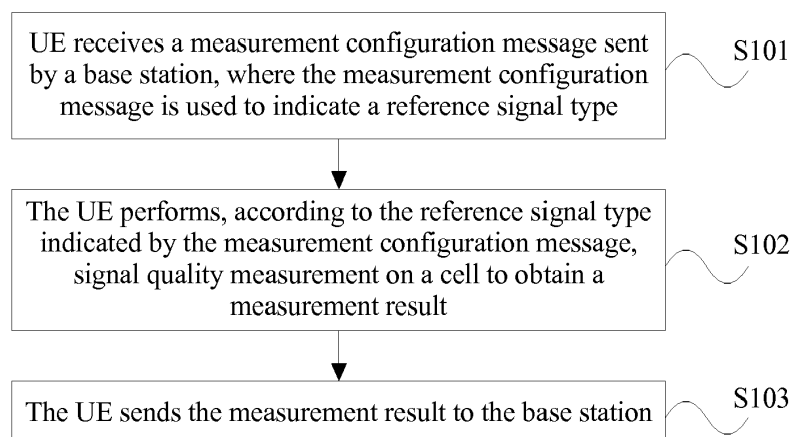 UE receives a measurement configuration message sent
by a base station, where the measurement configuration
message is used to indicate a reference signal type
S101
The UE performs, according to the reference signal type
indicated by the measurement configuration message,
signal quality measurement on a cell to obtain a
measurement result
S102
The UE sends the measurement result to the base station
S103